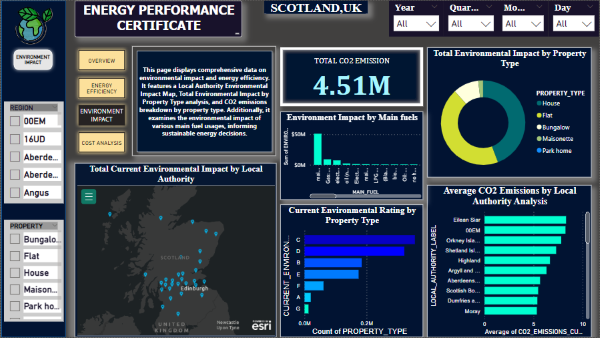 ENERGY PERFORMANCE
CERTIFICATE
SCOTLAND,UK
Year
All
Quar...
All
Mo...
All
Day
All
ENVIRONMENT
IMPACT
OVERVIEW
ENERGY
EFFICIENCY
ENVIRONMENT
IMPACT
COST ANALYSIS
This page displays comprehensive data on
environmental impact and energy efficiency.
It features a Local Authority Environmental
Impact Map, Total Environmental Impact by
Property Type analysis, and CO2 emissions
breakdown by property type. Additionally, it
examines the environmental impact of
various main fuel usages, informing
sustainable energy decisions.
TOTAL CO2 EMISSION
4.51M
Total Environmental Impact by Property
Type
PROPERTY_TYPE
House
Flat
Bungalow
Maisonette
Park home
REGION
00EM
16UD
Aberde...
Aberde...
Angus
PROPERTY
Bungalo...
Flat
House
Maison...
Park ho...
Environment Impact by Main fuels
$50M
$0M
MAIN_FUEL
Total Current Environmental Impact by Local
Authority
SCOTLAND
Edinburgh
Newcastle
Upon Tyne
UNITED
KINGDOM
esri
Current Environmental Rating by
Property Type
CURRENT_ENVIRON...
C
D
B
E
F
A
G
0.0M
0.2M
Count of PROPERTY_TYPE
Average CO2 Emissions by Local
Authority Analysis
LOCAL_AUTHORITY_LABEL
Eilean Siar
00EM
Orkney Isla...
Shetland Isl...
Highland
Argyll and ...
Aberdeens...
Scottish Bo...
Dumfries a...
Moray
0
5
Average of CO2_EMISSIONS_CU...